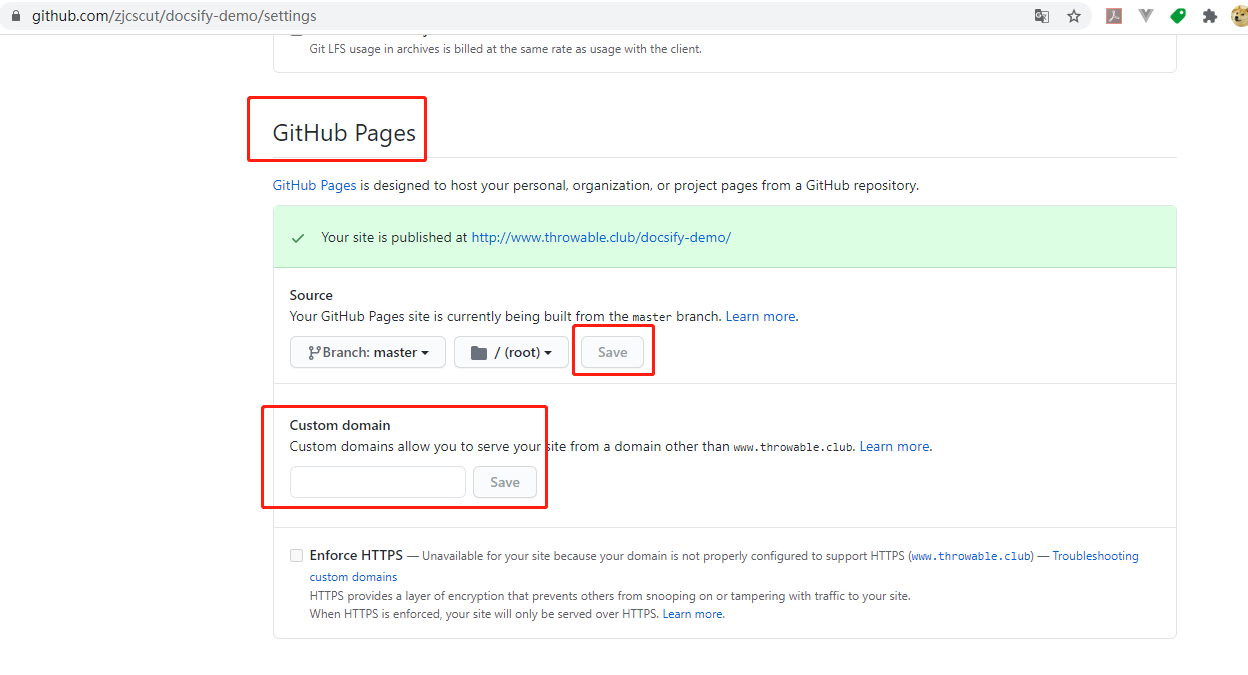 github.com/zjcscut/docsify-demo/settings
Git LFS usage in archives is billed at the same rate as usage with the client.
GitHub Pages
GitHub Pages is designed to host your personal, organization, or project pages from a GitHub repository.
Your site is published at http://www.throwable.club/docsify-demo/
Source
Your GitHub Pages site is currently being built from the master branch. Learn more.
Branch: master / (root) Save
Custom domain
Custom domains allow you to serve your site from a domain other than www.throwable.club. Learn more.
Save
Enforce HTTPS — Unavailable for your site because your domain is not properly configured to support HTTPS (www.throwable.club) — Troubleshooting
custom domains
HTTPS provides a layer of encryption that prevents others from snooping on or tampering with traffic to your site.
When HTTPS is enforced, your site will only be served over HTTPS. Learn more.